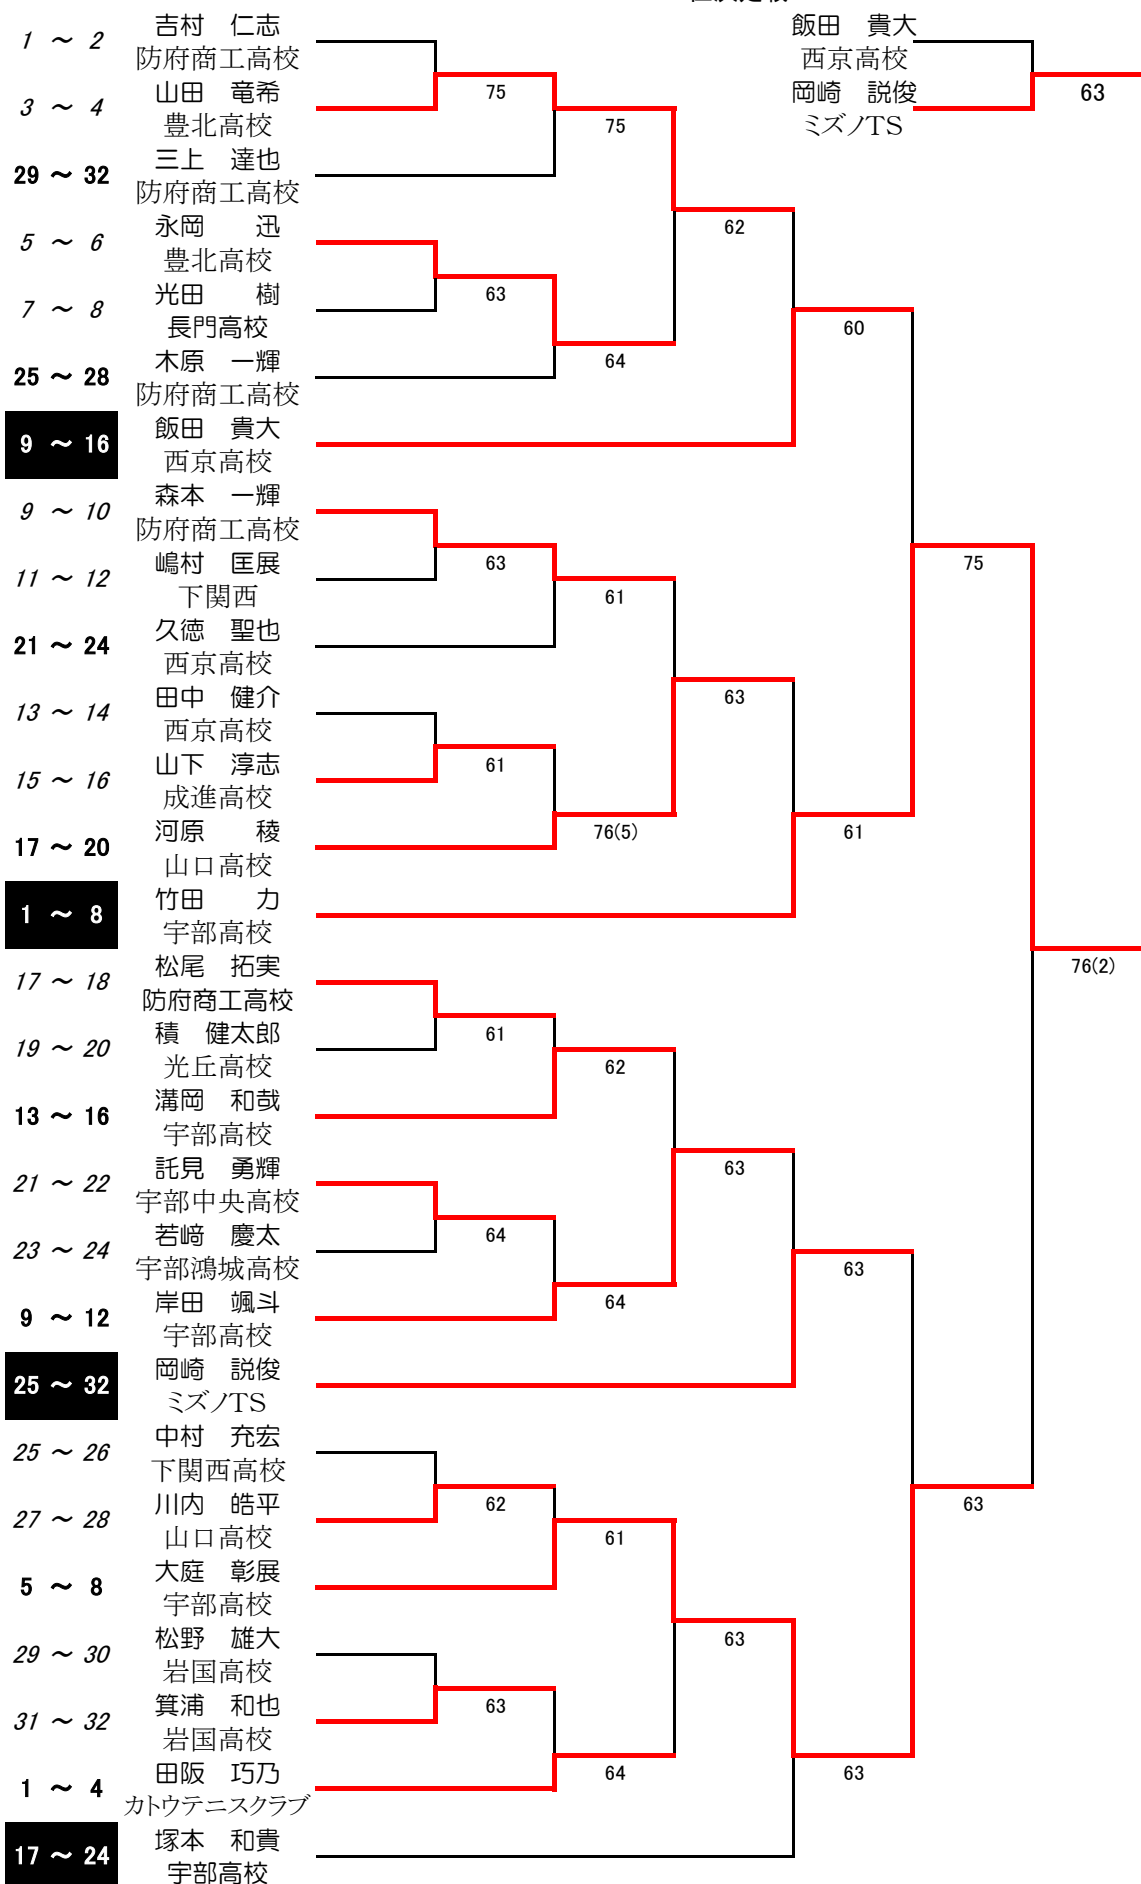 1 ～ 2 吉村 仁志 飯田 貴大
防府商工高校 西京高校
3 ～ 4 山田 竜希 75 岡崎 説俊 63
豊北高校 75 ミズノTS
29 ～ 32 三上 達也
防府商工高校
5 ～ 6 永岡 迅 62
豊北高校
7 ～ 8 光田 樹 63
長門高校 60
25 ～ 28 木原 一輝 64
防府商工高校
9 ～ 16 飯田 貴大
西京高校
9 ～ 10 森本 一輝
防府商工高校
11 ～ 12 嶋村 匡展 63 75
下関西 61
21 ～ 24 久徳 聖也
西京高校
13 ～ 14 田中 健介 63
西京高校
15 ～ 16 山下 淳志 61
成進高校
17 ～ 20 河原 稜 76(5) 61
山口高校
1 ～ 8 竹田 力
宇部高校
17 ～ 18 松尾 拓実 76(2)
防府商工高校
19 ～ 20 積 健太郎 61
光丘高校 62
13 ～ 16 溝岡 和哉
宇部高校
21 ～ 22 託見 勇輝 63
宇部中央高校
23 ～ 24 若﨑 慶太 64
宇部鴻城高校 63
9 ～ 12 岸田 颯斗 64
宇部高校
25 ～ 32 岡崎 説俊
ミズノTS
25 ～ 26 中村 充宏
下関西高校
27 ～ 28 川内 皓平 62 63
山口高校 61
5 ～ 8 大庭 彰展
宇部高校
29 ～ 30 松野 雄大 63
岩国高校
31 ～ 32 箕浦 和也 63
岩国高校
1 ～ 4 田阪 巧乃 64 63
カトウテニスクラブ
17 ～ 24 塚本 和貴
宇部高校